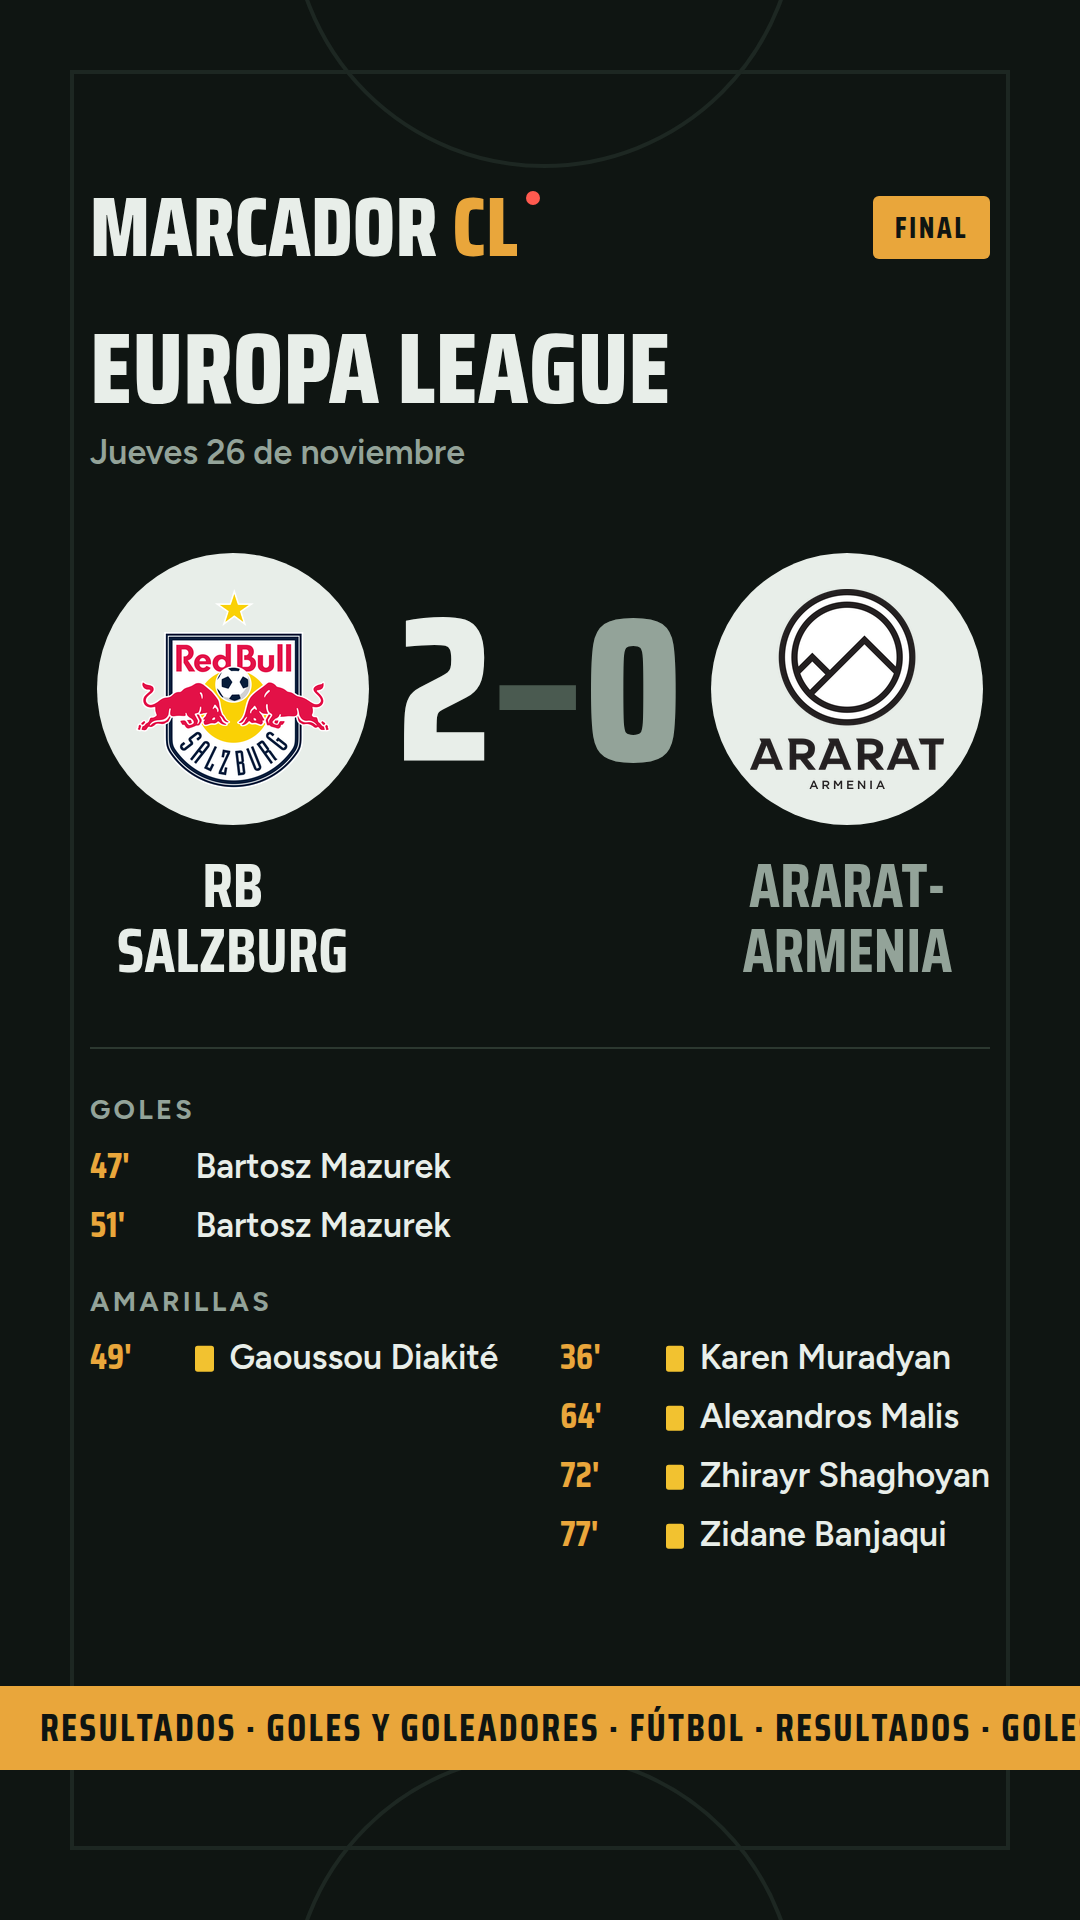 MARCADOR CL
FINAL
EUROPA LEAGUE
Jueves 26 de noviembre
Red Bull
SALZBURG
2-0
ARARAT
ARMENIA
RB
SALZBURG
ARARAT-
ARMENIA
GOLES
47' Bartosz Mazurek
51' Bartosz Mazurek
AMARILLAS
49' Gaoussou Diakité
36' Karen Muradyan
64' Alexandros Malis
72' Zhirayr Shaghoyan
77' Zidane Banjaqui
RESULTADOS · GOLES Y GOLEADORES · FÚTBOL · RESULTADOS · GOLES